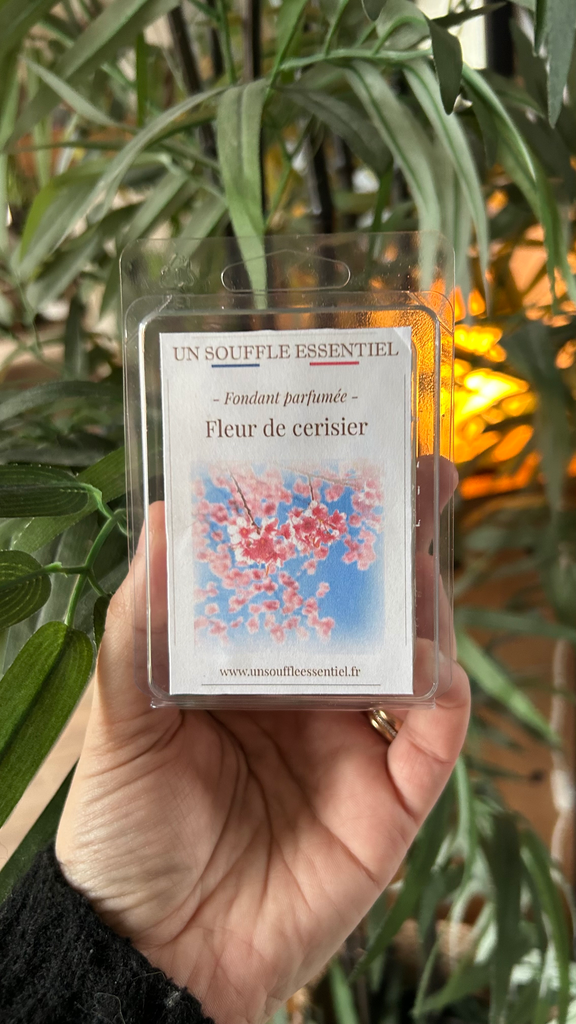 UN SOUFFLE ESSENTIEL
– Fondant parfumée –
Fleur de cerisier
www.unsouffleessentiel.fr